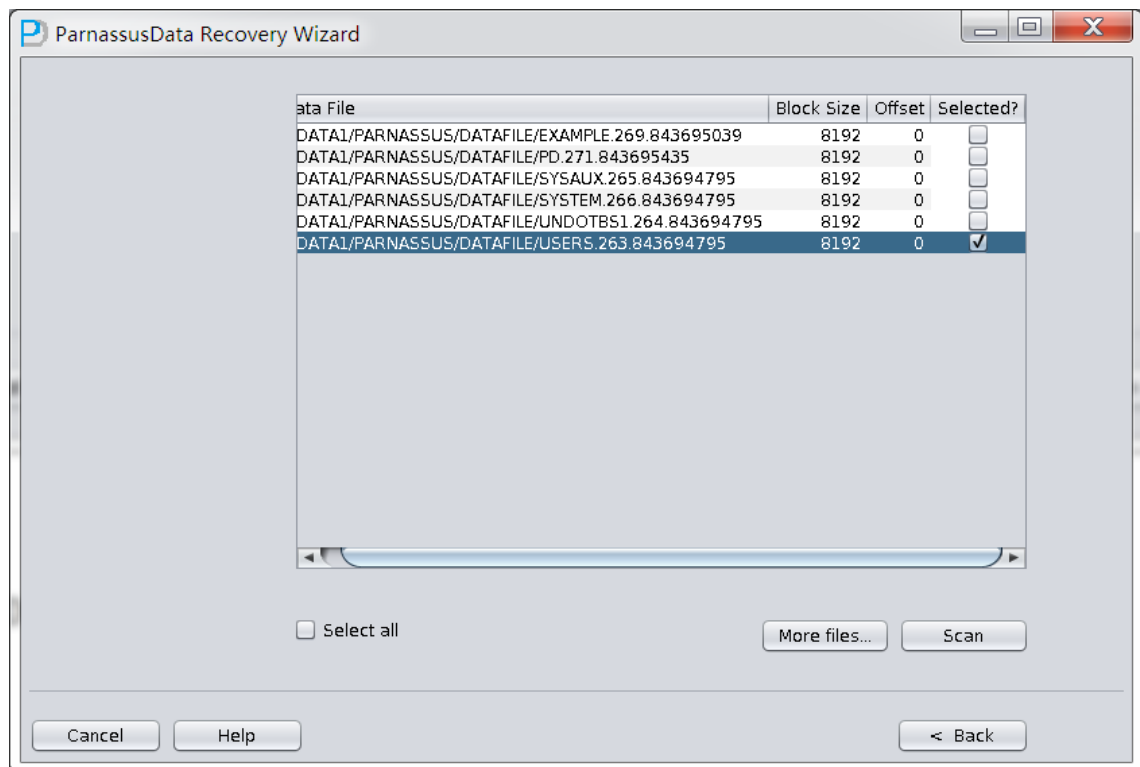 ParnassusData Recovery Wizard
ata File Block Size Offset Selected?
DATA1/PARNASSUS/DATAFILE/EXAMPLE.269.843695039 8192 0
DATA1/PARNASSUS/DATAFILE/PD.271.843695435 8192 0
DATA1/PARNASSUS/DATAFILE/SYSAUX.265.843694795 8192 0
DATA1/PARNASSUS/DATAFILE/SYSTEM.266.843694795 8192 0
DATA1/PARNASSUS/DATAFILE/UNDOTBS1.264.843694795 8192 0
DATA1/PARNASSUS/DATAFILE/USERS.263.843694795 8192 0
Select all More files... Scan
Cancel Help < Back